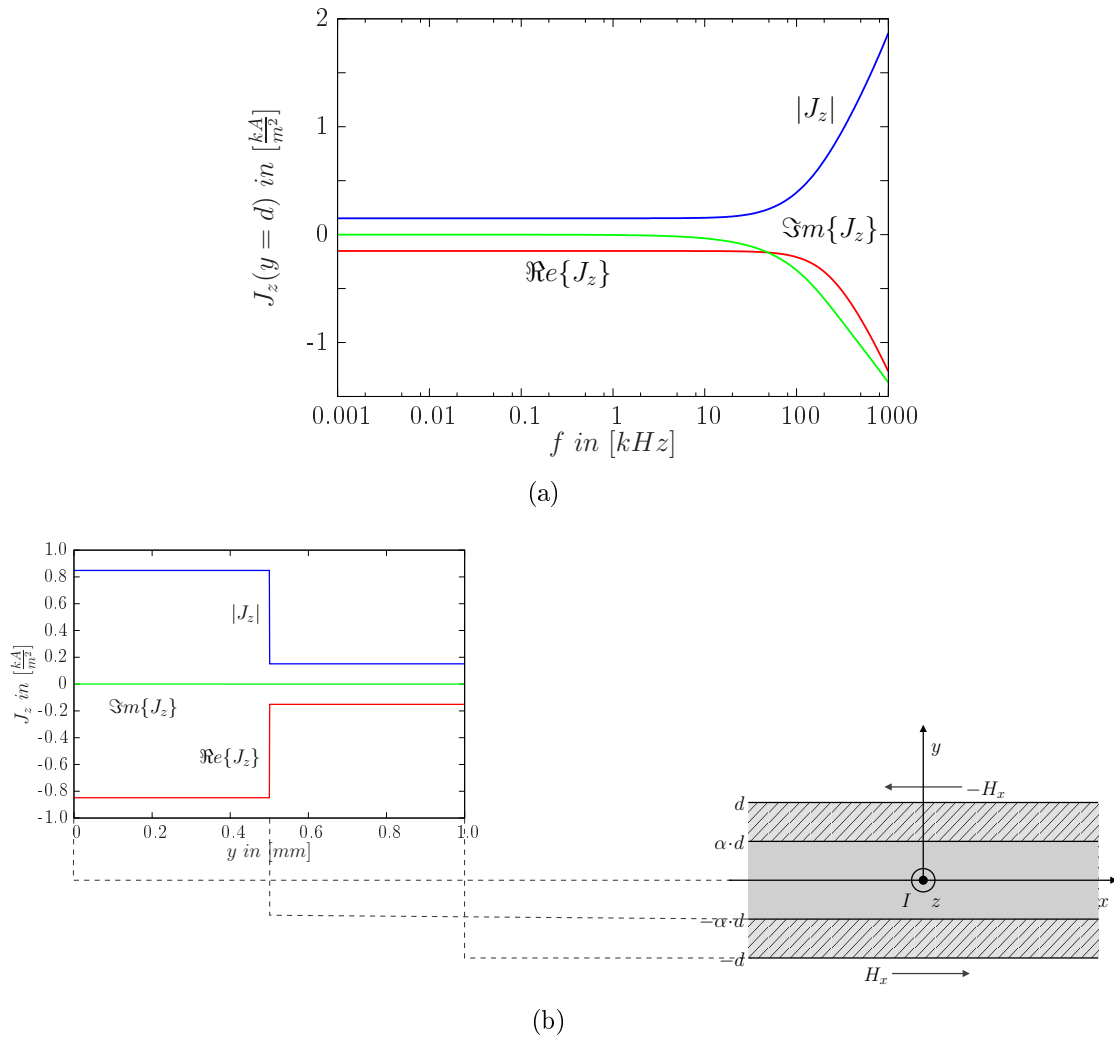 2
1
0
-1
J_z(y = d) in [kA/m²]
|J_z|
ℑm{J_z}
ℜe{J_z}
0.001 0.01 0.1 1 10 100 1000
f in [kHz]
(a)
1.0
0.8
0.6
0.4
0.2
0
-0.2
-0.4
-0.6
-0.8
-1.0
J_z in [kA/m²]
|J_z|
ℑm{J_z}
ℜe{J_z}
0 0.2 0.4 0.6 0.8 1.0
y in [mm]
y
-H_x
d
α·d
I z
x
-α·d
-d
H_x
(b)